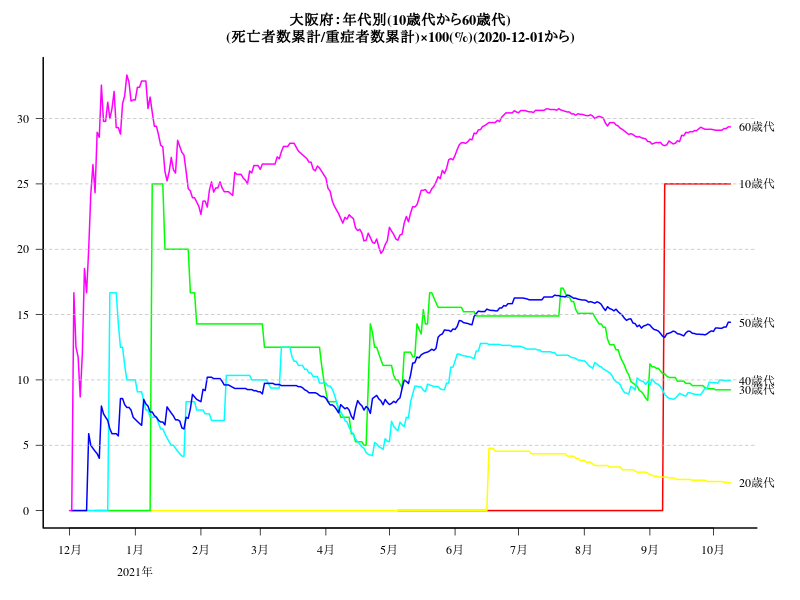 大阪府：年代別(10歳代から60歳代)
(死亡者数累計/重症者数累計)×100(%)(2020-12-01から)
30
25
20
15
10
5
0
60歳代
10歳代
50歳代
40歳代
30歳代
20歳代
12月 1月 2月 3月 4月 5月 6月 7月 8月 9月 10月
2021年